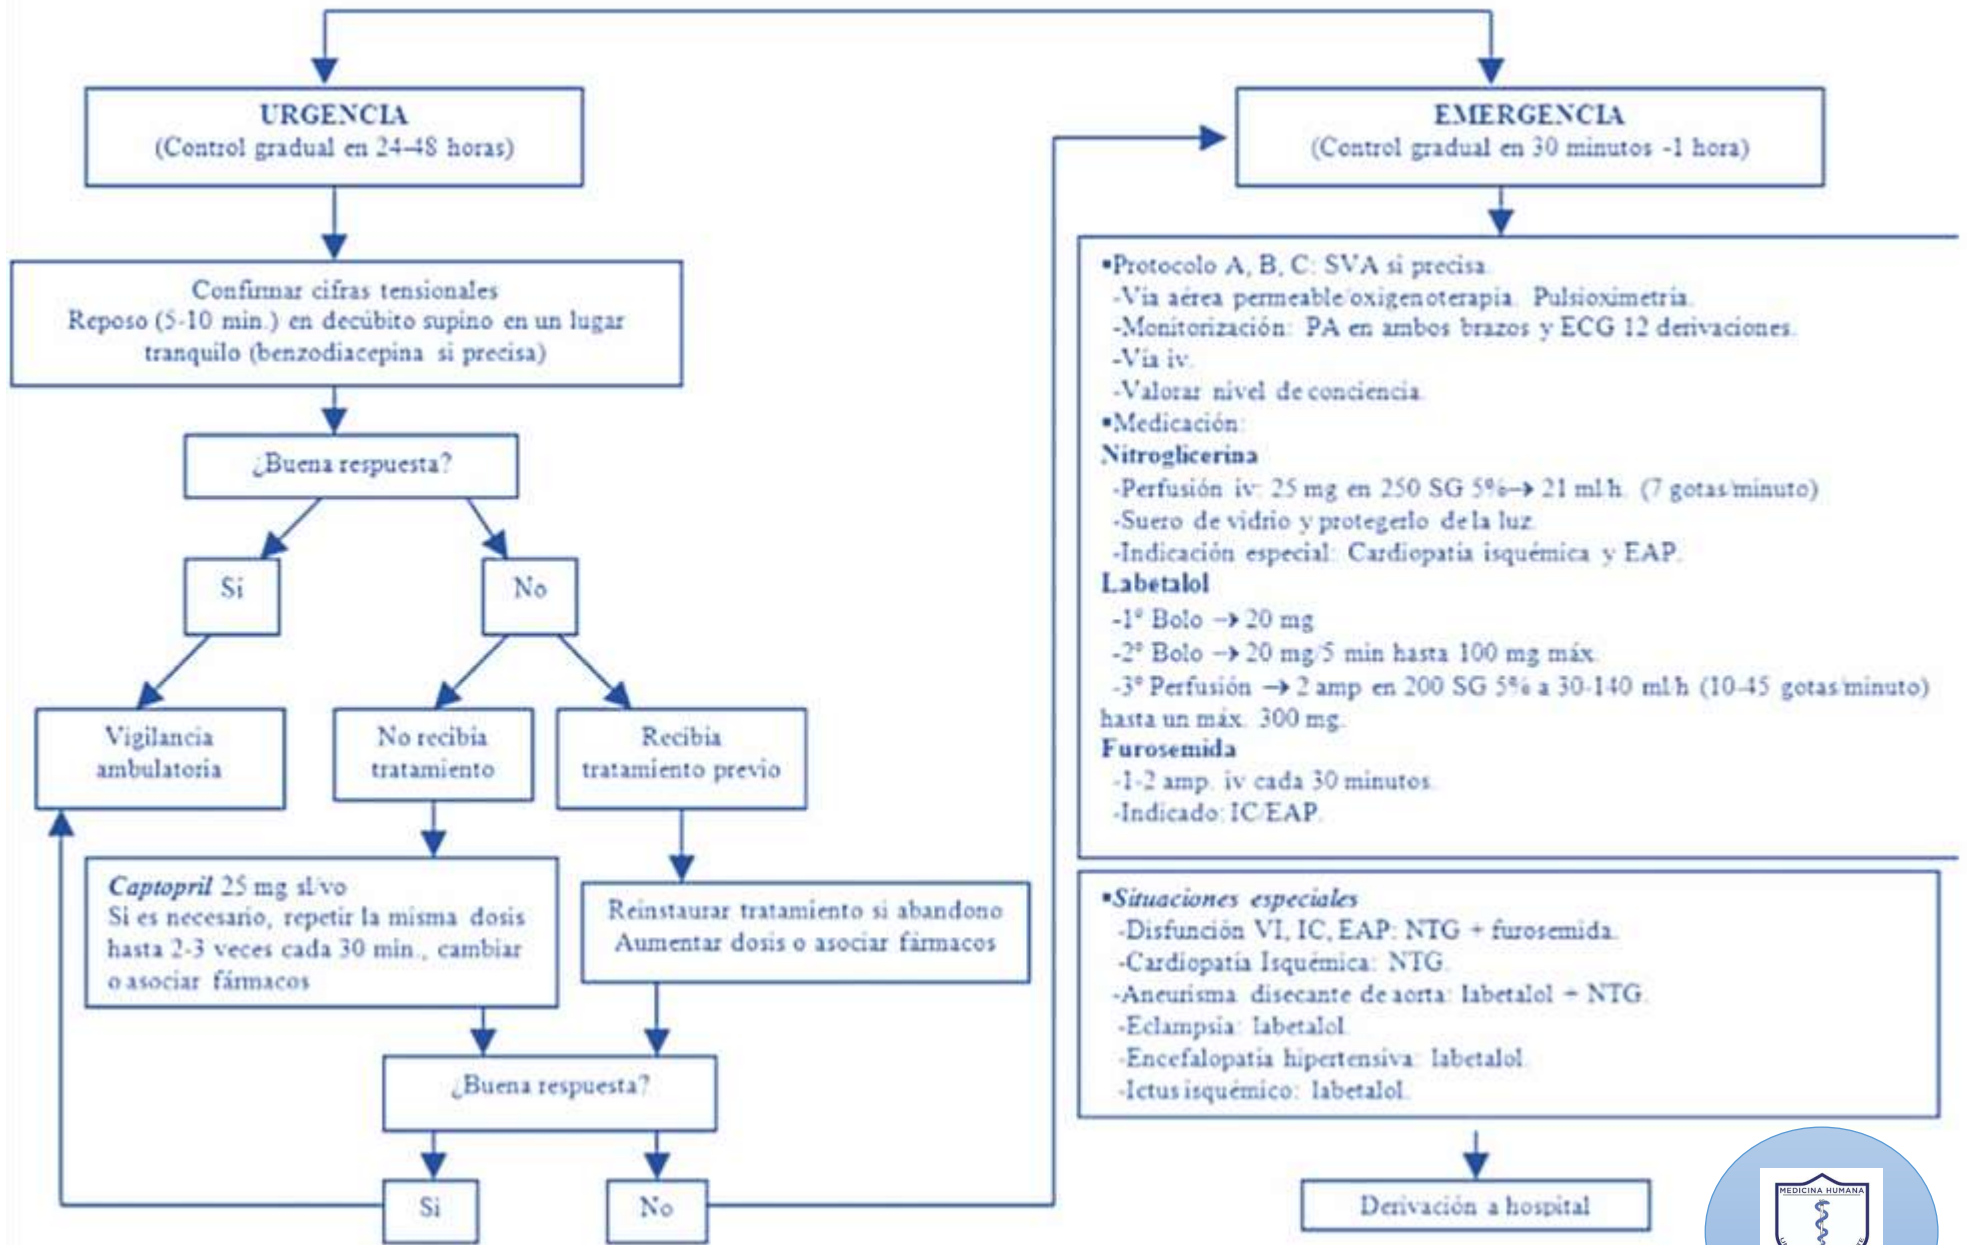 URGENCIA
(Control gradual en 24-48 horas)
Confirmar cifras tensionales
Reposo (5-10 min.) en decúbito supino en un lugar
tranquilo (benzodiacepina si precisa)
¿Buena respuesta?
Sí
No
Vigilancia
ambulatoria
No recibía
tratamiento
Recibía
tratamiento previo
Captopril 25 mg sl/vo
Si es necesario, repetir la misma dosis
hasta 2-3 veces cada 30 min., cambiar
o asociar fármacos
Reinstaurar tratamiento si abandono
Aumentar dosis o asociar fármacos
¿Buena respuesta?
Si
No
EMERGENCIA
(Control gradual en 30 minutos -1 hora)
▪Protocolo A, B, C: SVA si precisa.
-Vía aérea permeable/oxigenoterapia. Pulsioximetría.
-Monitorización: PA en ambos brazos y ECG 12 derivaciones.
-Vía iv.
-Valorar nivel de conciencia.
▪Medicación:
Nitroglicerina
-Perfusión iv: 25 mg en 250 SG 5%→ 21 ml/h. (7 gotas/minuto)
-Suero de vidrio y protegerlo de la luz.
-Indicación especial: Cardiopatía isquémica y EAP.
Labetalol
-1º Bolo → 20 mg
-2º Bolo → 20 mg/5 min hasta 100 mg máx.
-3º Perfusión → 2 amp en 200 SG 5% a 30-140 ml/h (10-45 gotas/minuto)
hasta un máx. 300 mg.
Furosemida
-1-2 amp. iv cada 30 minutos.
-Indicado: IC/EAP.
▪Situaciones especiales
-Disfunción VI, IC, EAP: NTG + furosemida.
-Cardiopatía Isquémica: NTG.
-Aneurisma disecante de aorta: labetalol + NTG.
-Eclampsia: labetalol.
-Encefalopatía hipertensiva: labetalol.
-Ictus isquémico: labetalol.
Derivación a hospital
MEDICINA HUMANA